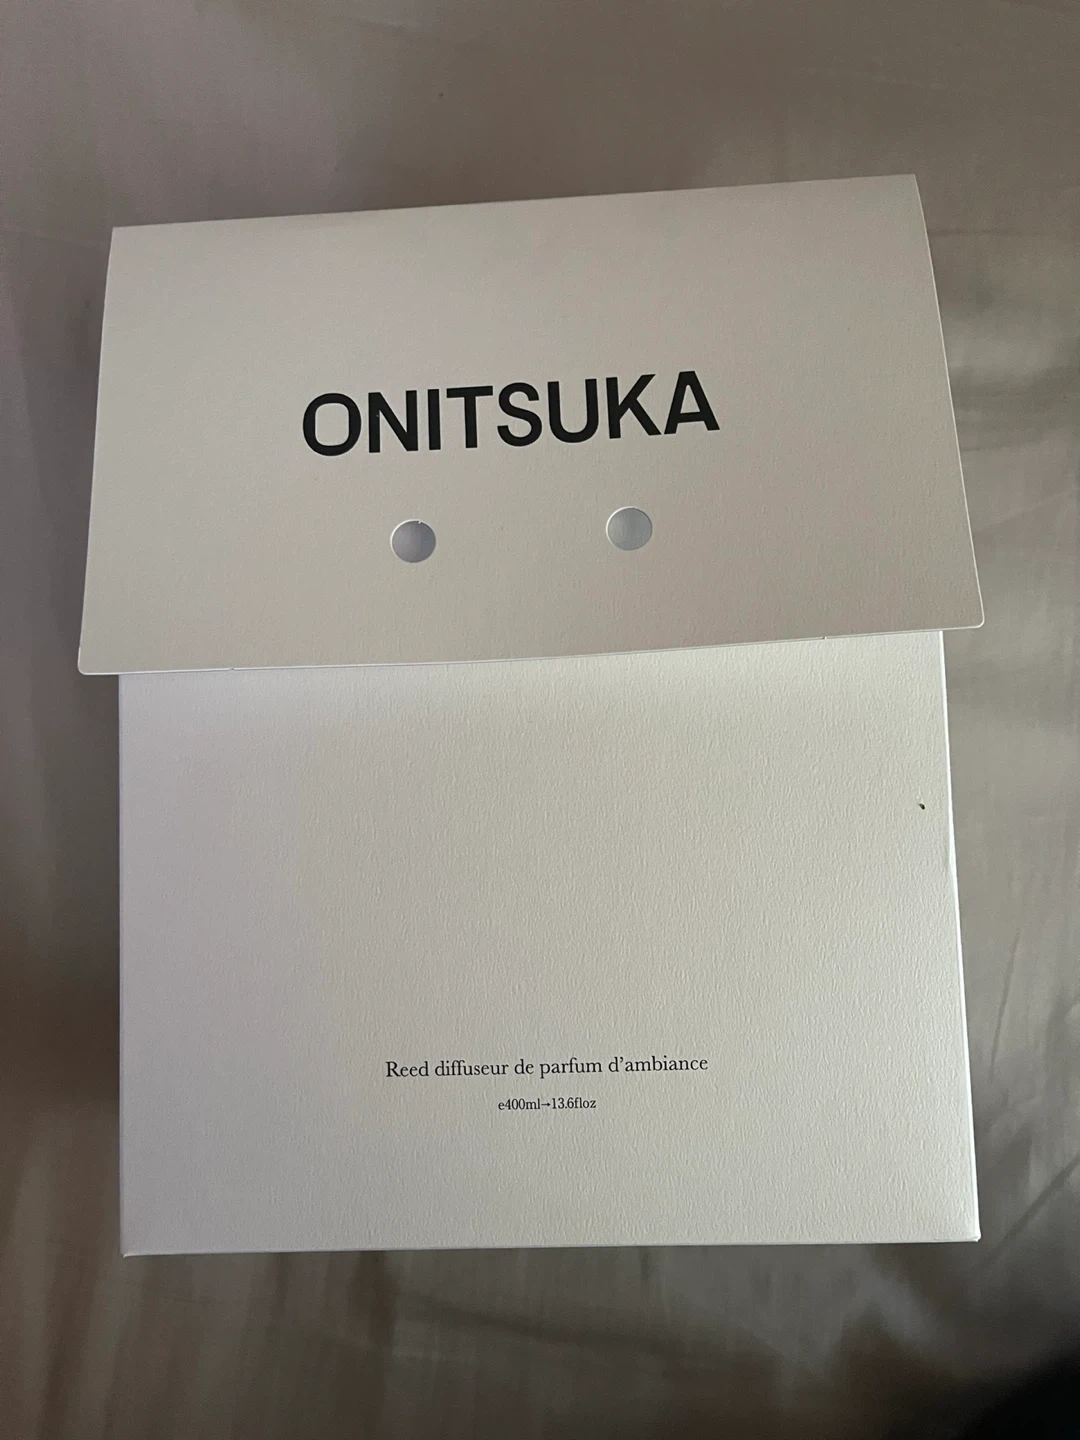 ONITSUKA
Reed diffuseur de parfum d'ambiance
e400ml→13.6floz